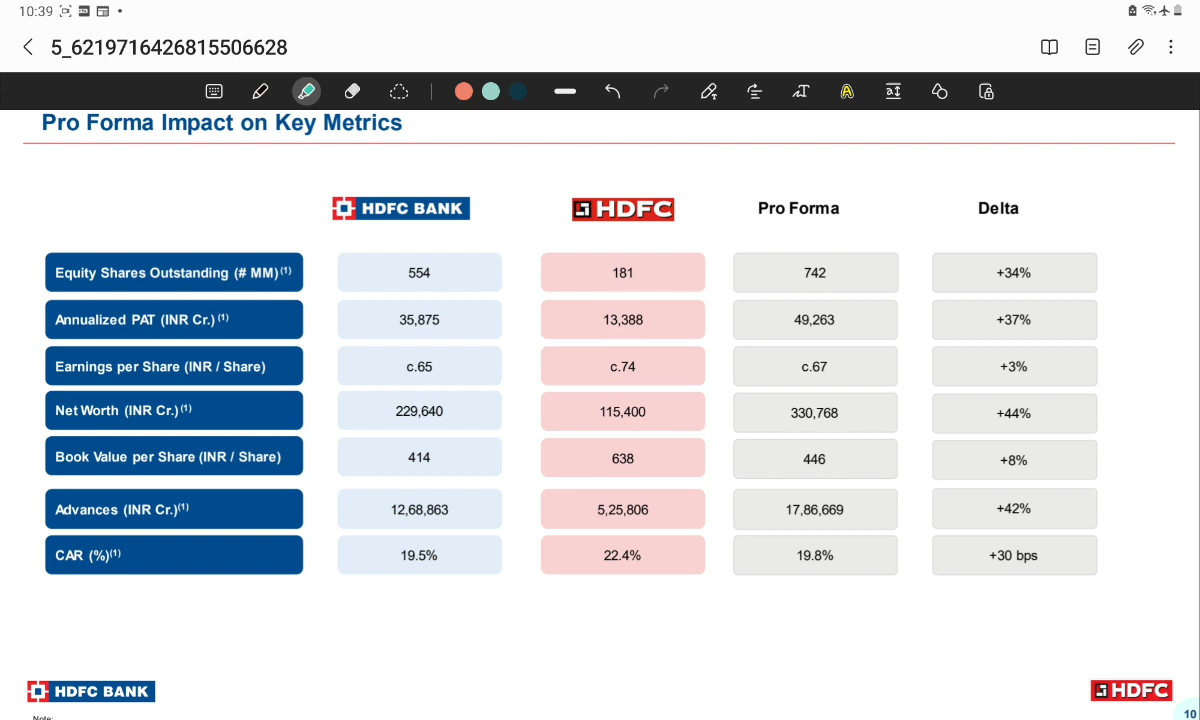 10:39
5_6219716426815506628
Pro Forma Impact on Key Metrics
HDFC BANK HDFC Pro Forma Delta
Equity Shares Outstanding (# MM)(1) 554 181 742 +34%
Annualized PAT (INR Cr.)(1) 35,875 13,388 49,263 +37%
Earnings per Share (INR / Share) c.65 c.74 c.67 +3%
Net Worth (INR Cr.)(1) 229,640 115,400 330,768 +44%
Book Value per Share (INR / Share) 414 638 446 +8%
Advances (INR Cr.)(1) 12,68,863 5,25,806 17,86,669 +42%
CAR (%)(1) 19.5% 22.4% 19.8% +30 bps
HDFC BANK HDFC
Note:
10